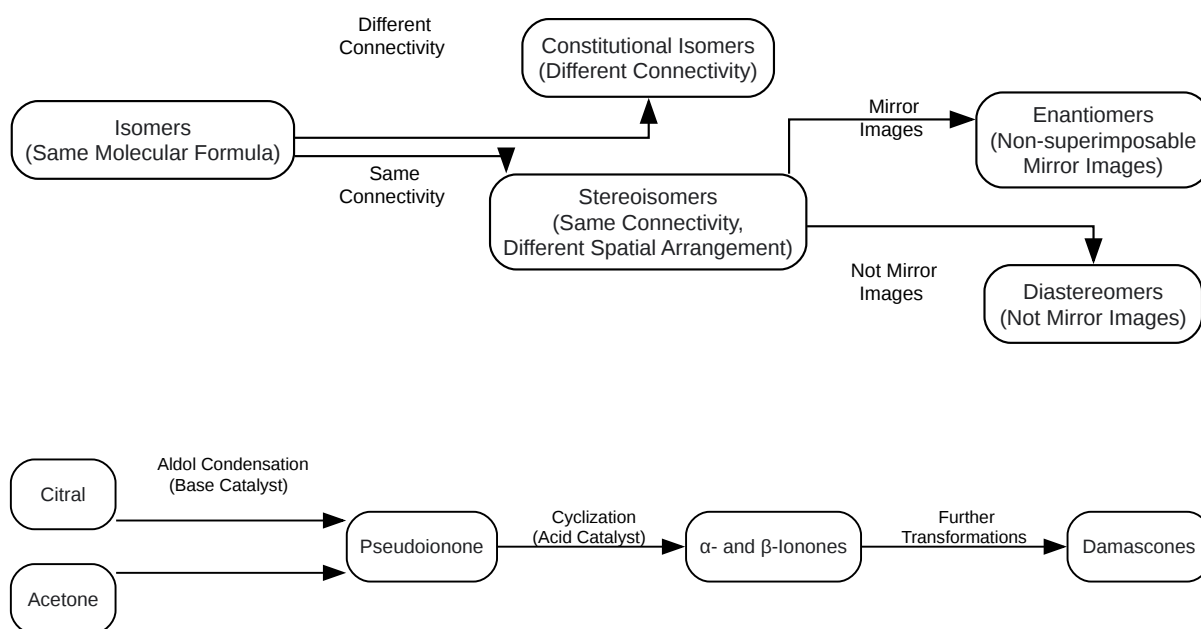 Different
Connectivity
Constitutional Isomers
(Different Connectivity)
Isomers
(Same Molecular Formula)
Same
Connectivity
Stereoisomers
(Same Connectivity,
Different Spatial Arrangement)
Mirror
Images
Enantiomers
(Non-superimposable
Mirror Images)
Not Mirror
Images
Diastereomers
(Not Mirror Images)
Citral
Acetone
Aldol Condensation
(Base Catalyst)
Pseudoionone
Cyclization
(Acid Catalyst)
α- and β-Ionones
Further
Transformations
Damascones